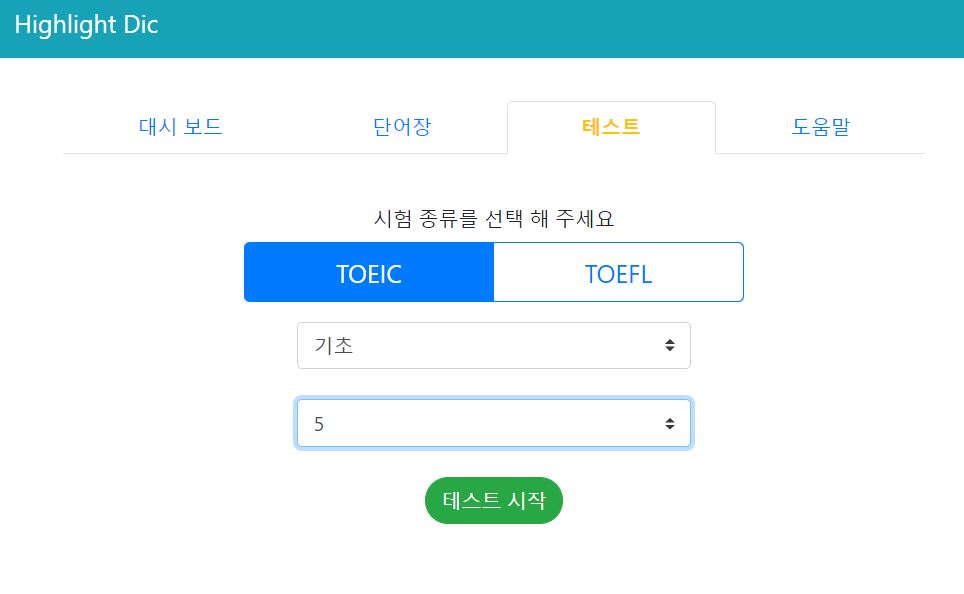 Highlight Dic
대시 보드 단어장 테스트 도움말
시험 종류를 선택 해 주세요
TOEIC TOEFL
기초
5
테스트 시작